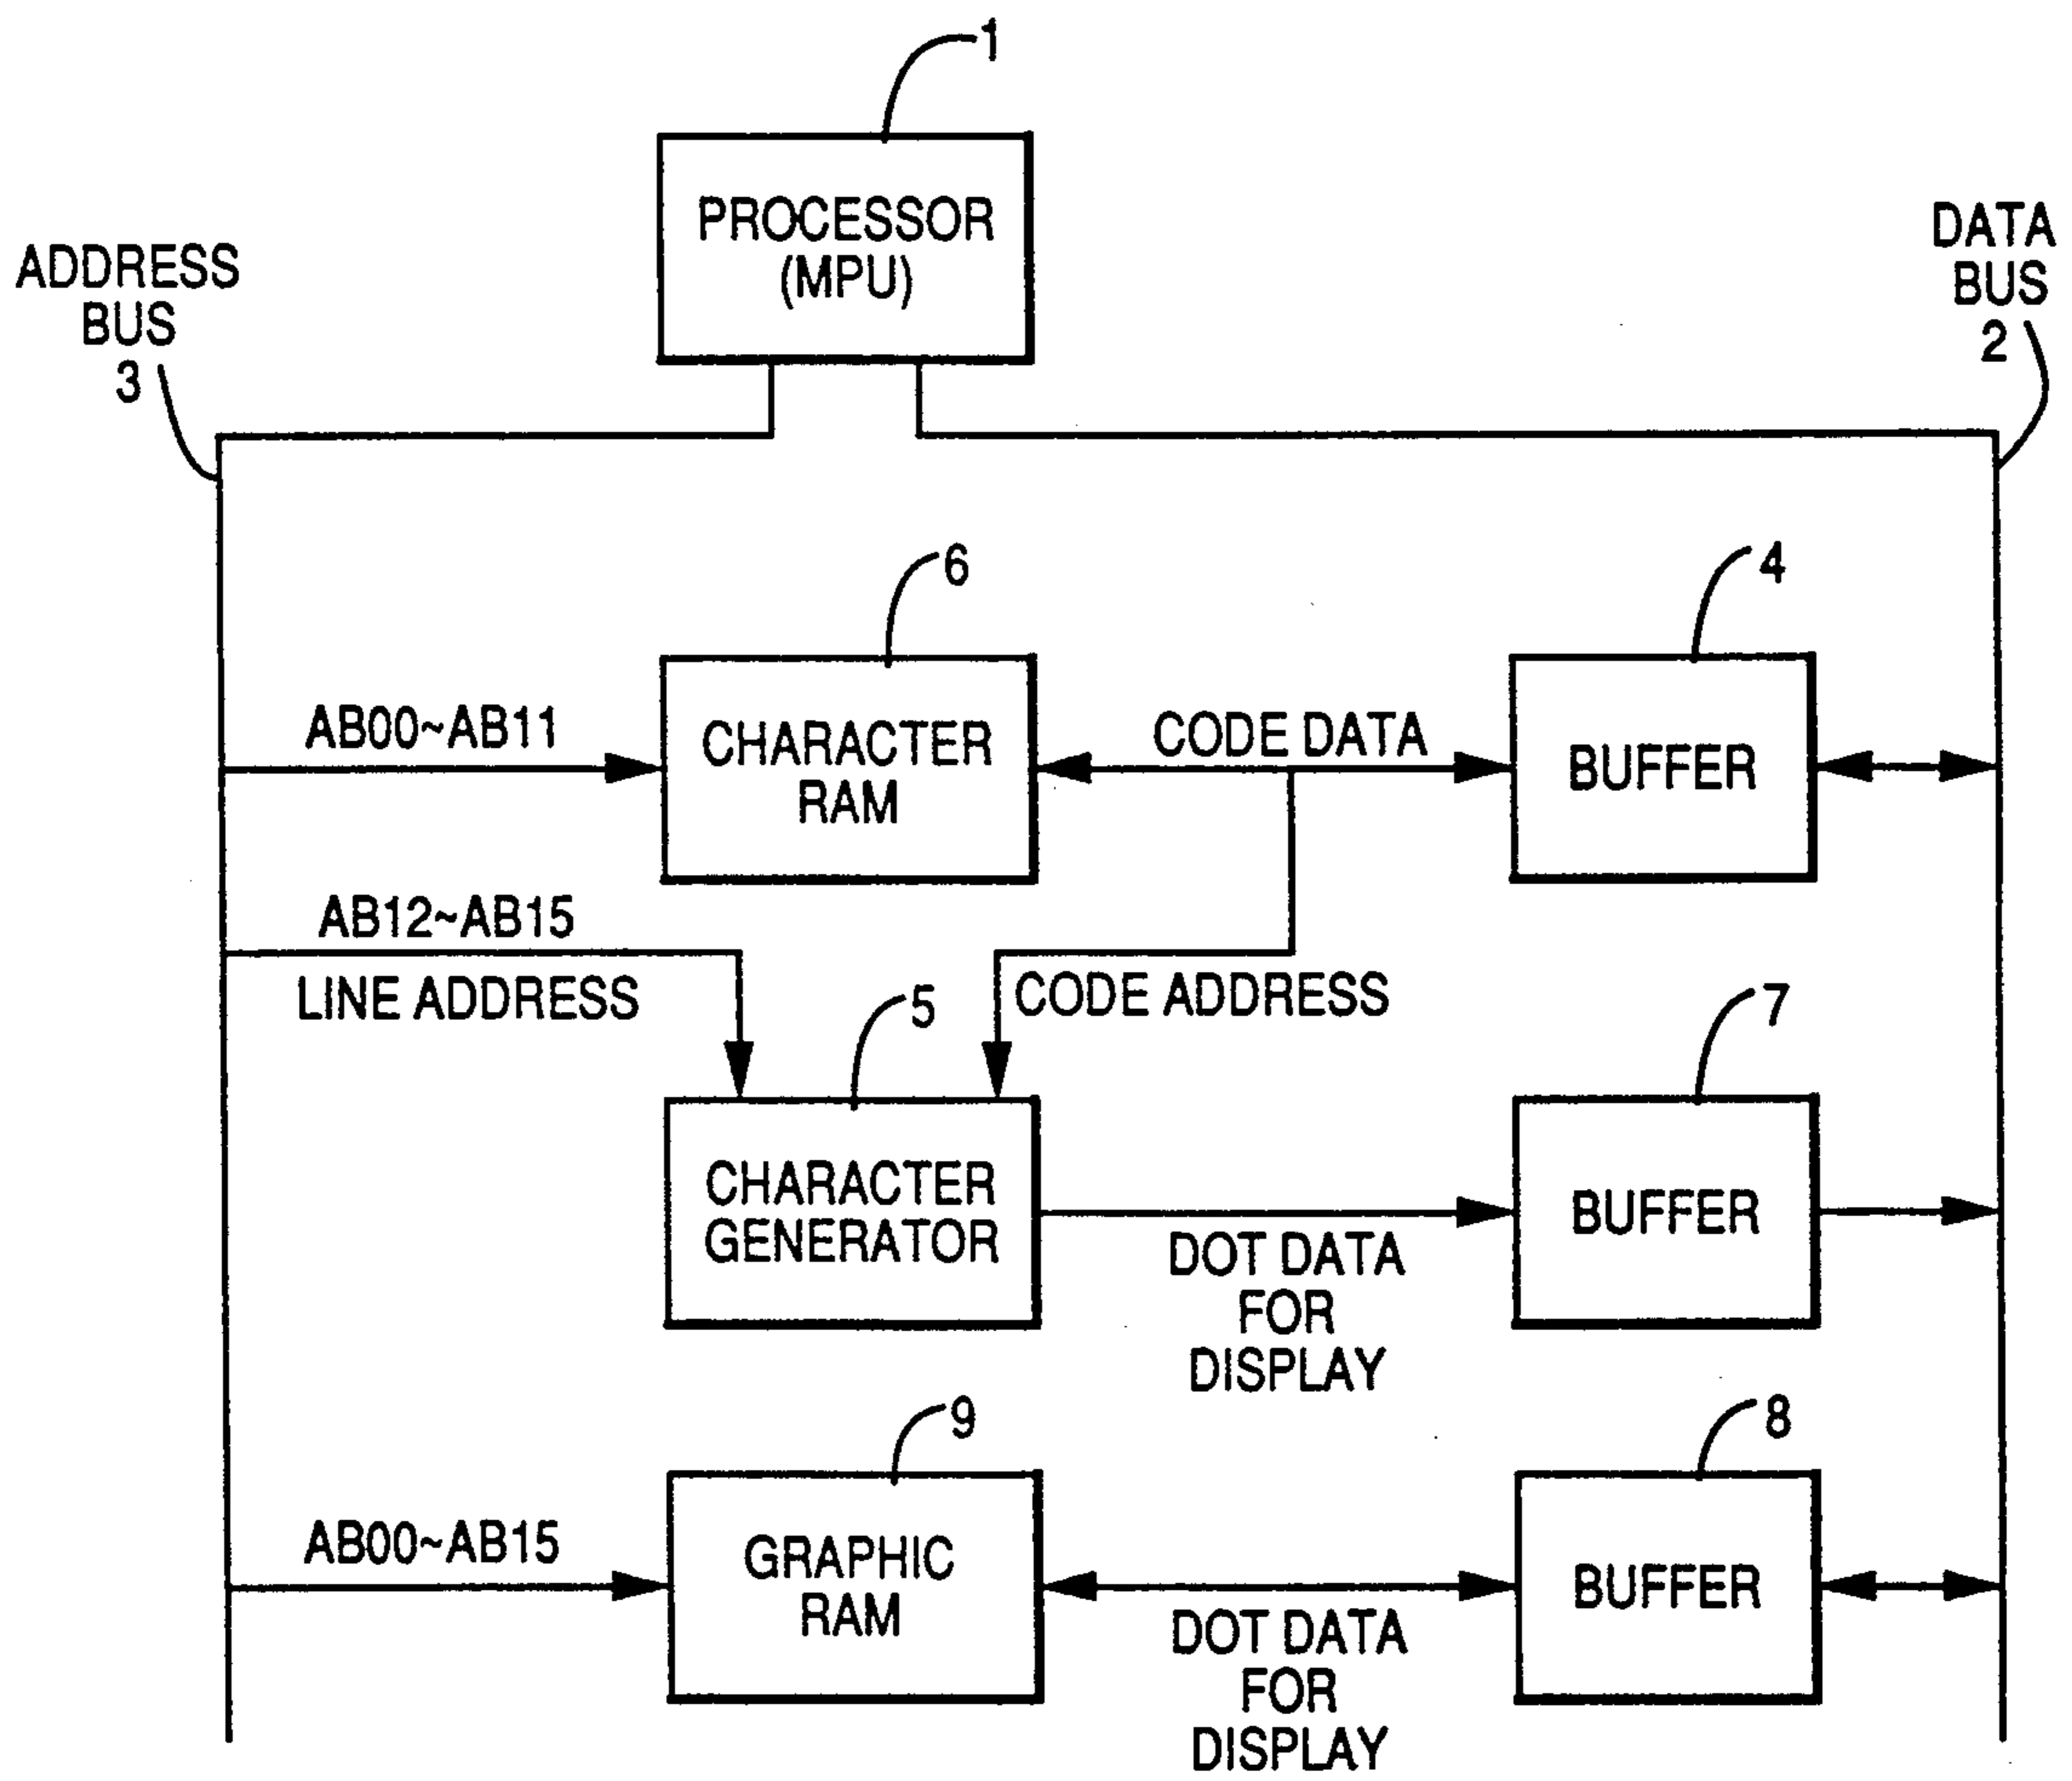 1
PROCESSOR
(MPU)
ADDRESS
BUS
3
DATA
BUS
2
6
4
AB00~AB11
CHARACTER
RAM
CODE DATA
BUFFER
AB12~AB15
LINE ADDRESS
5
CODE ADDRESS
7
CHARACTER
GENERATOR
BUFFER
DOT DATA
FOR
DISPLAY
9
8
AB00~AB15
GRAPHIC
RAM
BUFFER
DOT DATA
FOR
DISPLAY